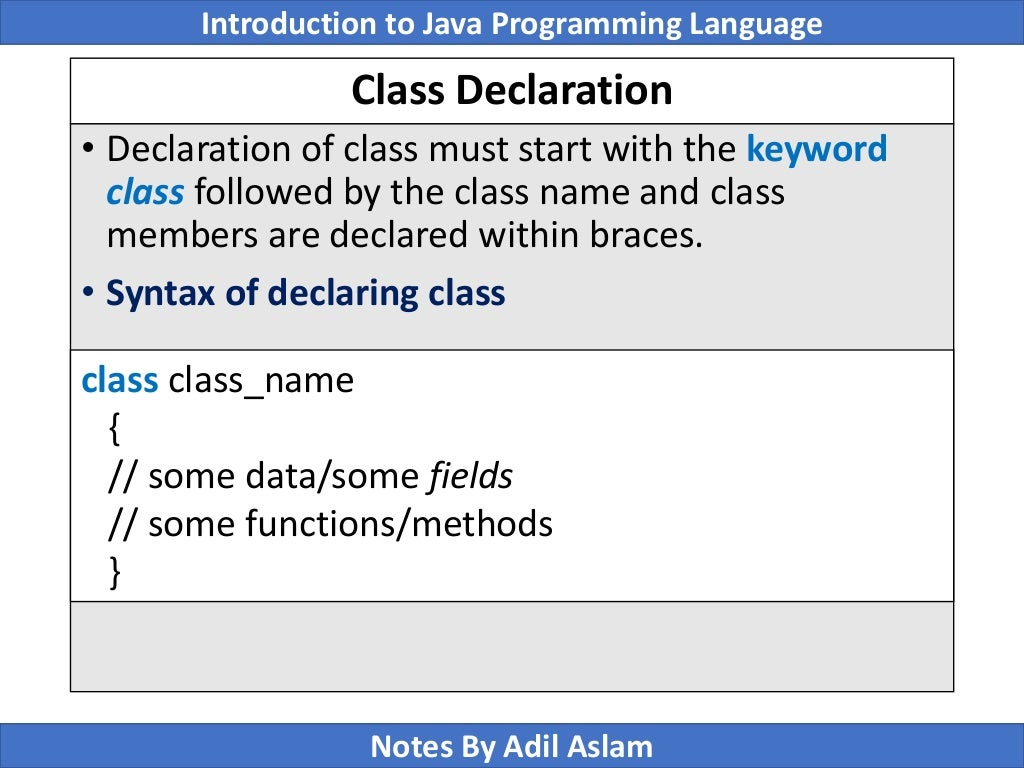 Introduction to Java Programming Language
Class Declaration
• Declaration of class must start with the keyword
class followed by the class name and class
members are declared within braces.
• Syntax of declaring class
class class_name
{
// some data/some fields
// some functions/methods
}
Notes By Adil Aslam